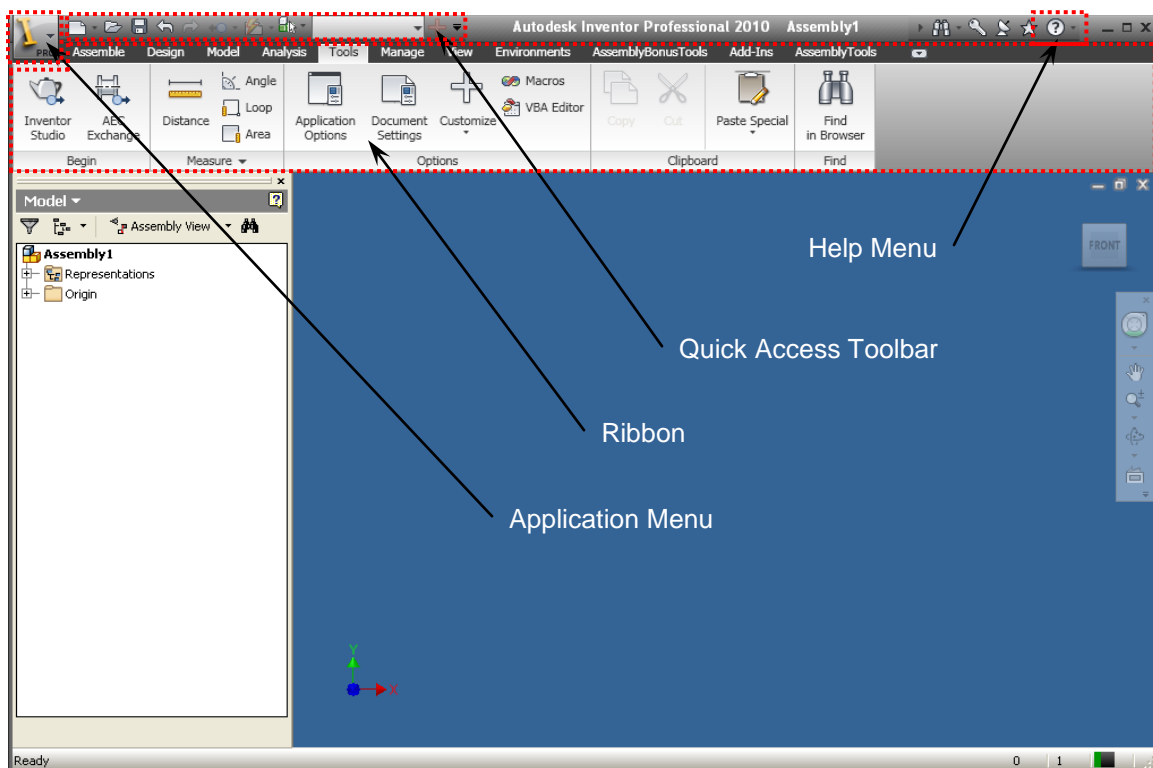 Autodesk Inventor Professional 2010 Assembly1
PRO Assemble Design Model Analysis Tools Manage View Environments AssemblyBonusTools Add-Ins AssemblyTools
Inventor Studio
AEC Exchange
Begin
Distance
Angle
Loop
Area
Measure
Application Options
Document Settings
Customize
Macros
VBA Editor
Options
Copy
Cut
Paste Special
Clipboard
Find in Browser
Find
Model
Assembly View
Assembly1
Representations
Origin
FRONT
Help Menu
Quick Access Toolbar
Ribbon
Application Menu
Y
X
Ready
0 1